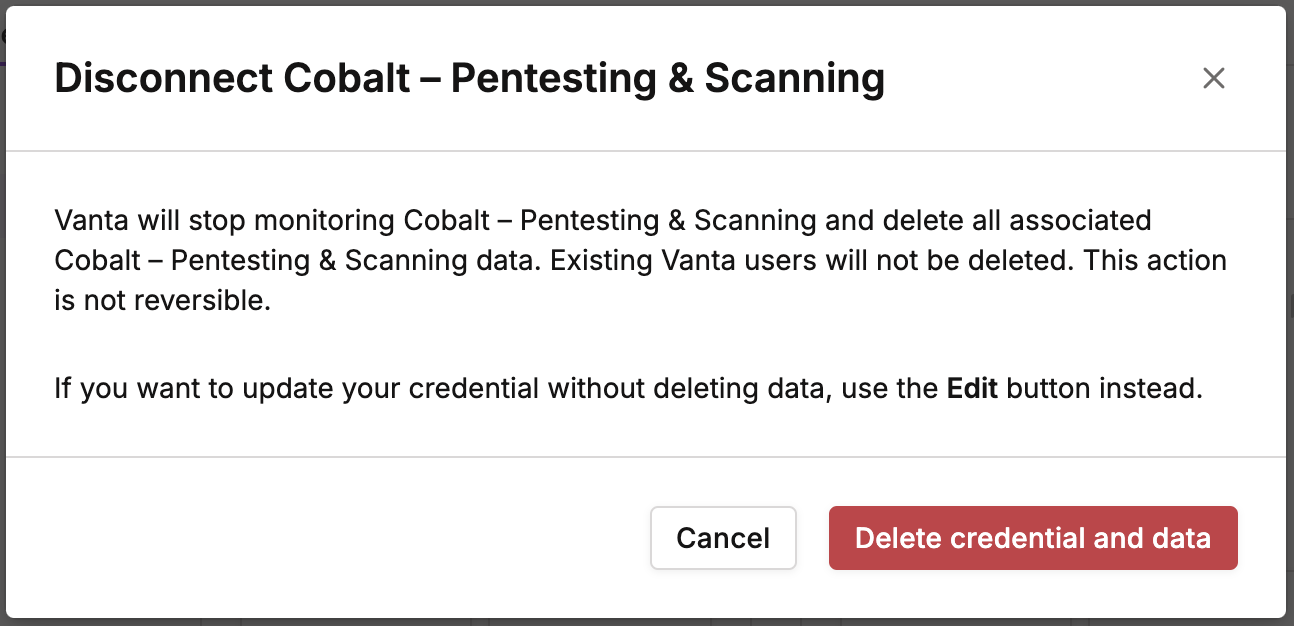 Disconnect Cobalt – Pentesting & Scanning
Vanta will stop monitoring Cobalt – Pentesting & Scanning and delete all associated
Cobalt – Pentesting & Scanning data. Existing Vanta users will not be deleted. This action
is not reversible.
If you want to update your credential without deleting data, use the Edit button instead.
Cancel
Delete credential and data